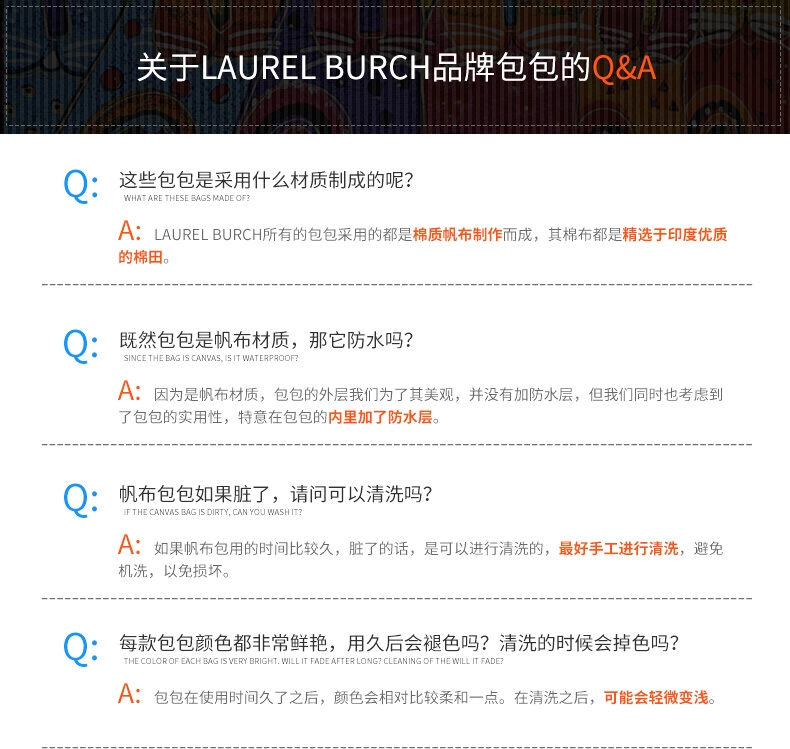 关于LAUREL BURCH品牌包包的Q&A
Q: 这些包包是采用什么材质制成的呢？
WHAT ARE THESE BAGS MADE OF?
A: LAUREL BURCH所有的包包采用的都是棉质帆布制作而成，其棉布都是精选于印度优质
的棉田。
Q: 既然包包是帆布材质，那它防水吗？
SINCE THE BAG IS CANVAS, IS IT WATERPROOF?
A: 因为是帆布材质，包包的外层我们为了其美观，并没有加防水层，但我们同时也考虑到
了包包的实用性，特意在包包的内里加了防水层。
Q: 帆布包包如果脏了，请问可以清洗吗？
IF THE CANVAS BAG IS DIRTY, CAN YOU WASH IT?
A: 如果帆布包用的时间比较久，脏了的话，是可以进行清洗的，最好手工进行清洗，避免
机洗，以免损坏。
Q: 每款包包颜色都非常鲜艳，用久后会褪色吗？清洗的时候会掉色吗？
THE COLOR OF EACH BAG IS VERY BRIGHT. WILL IT FADE AFTER LONG? CLEANING OF THE WILL IT FADE?
A: 包包在使用时间久了之后，颜色会相对比较柔和一点。在清洗之后，可能会轻微变浅。